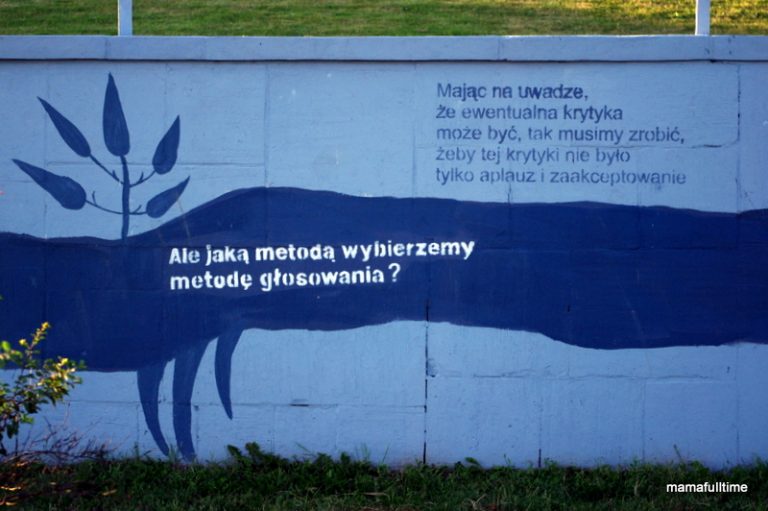 Mając na uwadze,
że ewentualna krytyka
może być, tak musimy zrobić,
żeby tej krytyki nie było
tylko aplauz i zaakceptowanie
Ale jaką metodą wybierzemy
metodę głosowania?
mamafulltime